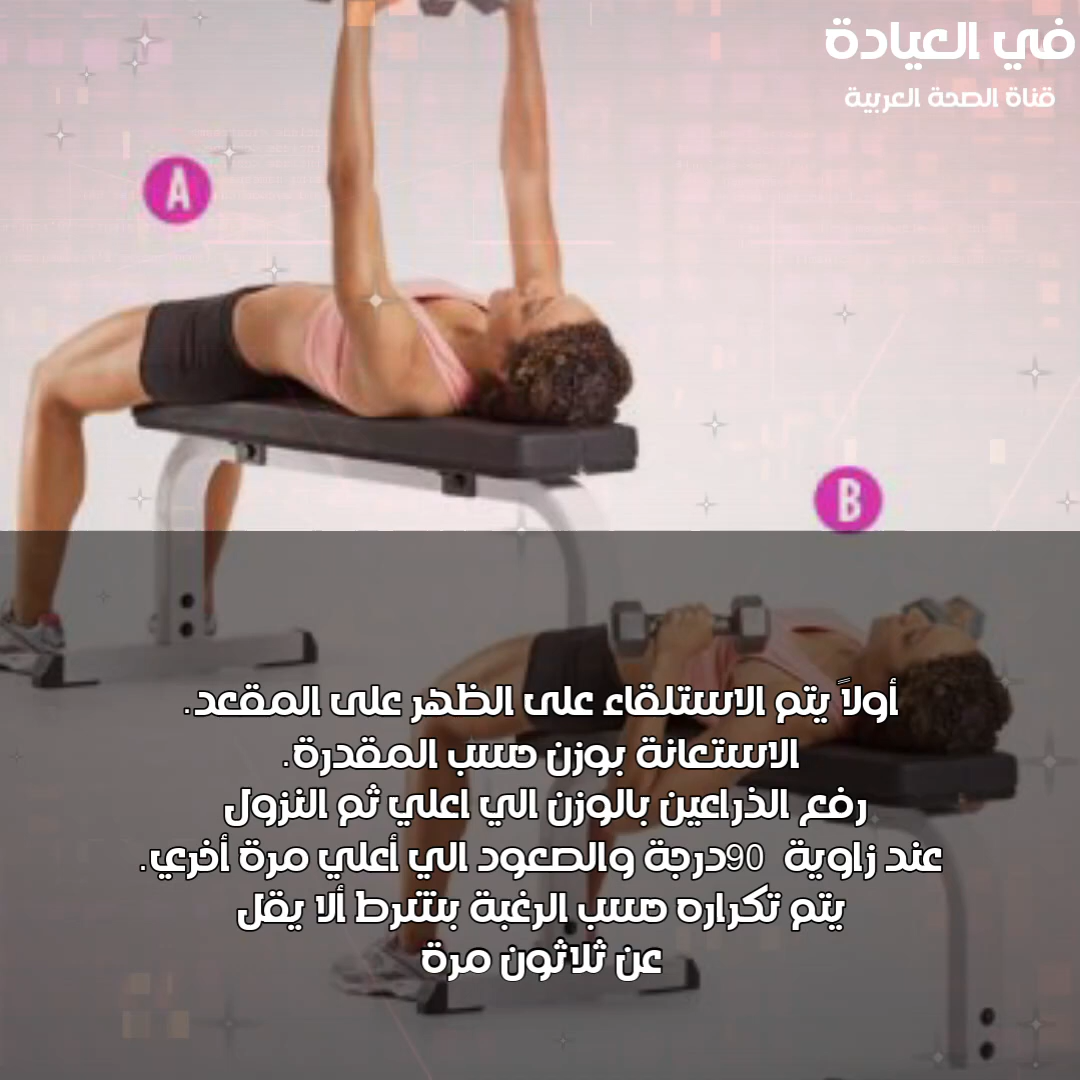 في العيادة
قناة الصحة العربية
A
B
أولاً يتم الاستلقاء على الظهر على المقعد.
الاستعانة بوزن حسب المقدرة.
رفع الذراعين بالوزن الي اعلي ثم النزول
عند زاوية 90درجة والصعود الي أعلي مرة أخري.
يتم تكراره حسب الرغبة بشرط ألا يقل
عن ثلاثون مرة